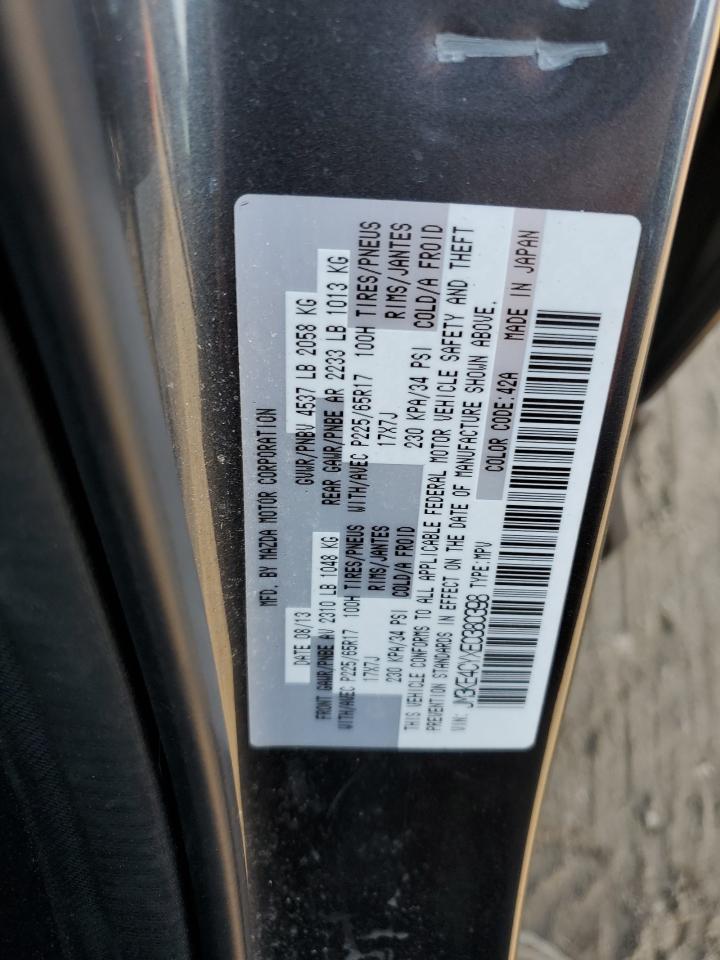 MFD. BY MAZDA MOTOR CORPORATION
DATE 08/13 GVWR/PNBV 4537 LB 2058 KG
FRONT GAWR/PNBE AV 2310 LB 1048 KG REAR GAWR/PNBE AR 2233 LB 1013 KG
WITH/AVEC P225/65R17 100H TIRES/PNEUS WITH/AVEC P225/65R17 100H TIRES/PNEUS
17X7J RIMS/JANTES 17X7J RIMS/JANTES
230 KPA/34 PSI COLD/A FROID 230 KPA/34 PSI COLD/A FROID
THIS VEHICLE CONFORMS TO ALL APPLICABLE FEDERAL MOTOR VEHICLE SAFETY AND THEFT
PREVENTION STANDARDS IN EFFECT ON THE DATE OF MANUFACTURE SHOWN ABOVE.
VIN: JM3KE4CYXE0380398 TYPE:MPV COLOR CODE:42A MADE IN JAPAN